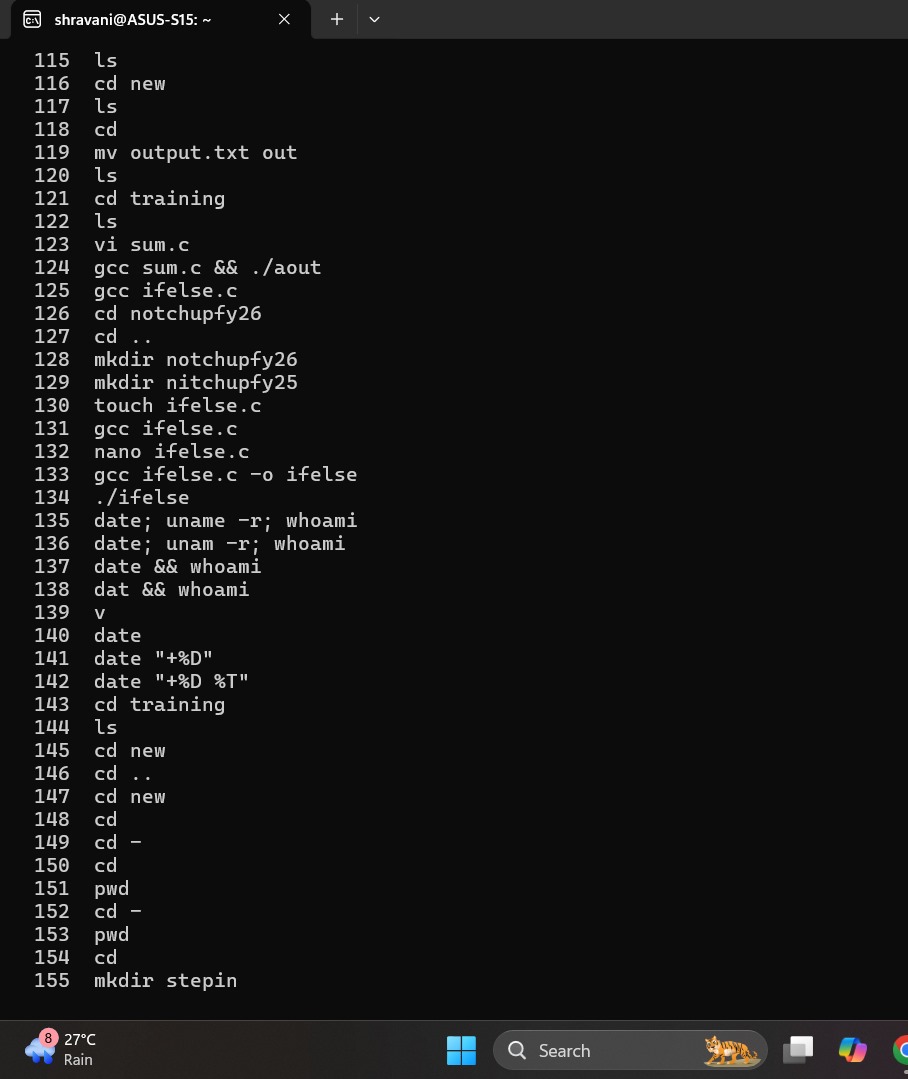 shravani@ASUS-S15: ~
115 ls
116 cd new
117 ls
118 cd
119 mv output.txt out
120 ls
121 cd training
122 ls
123 vi sum.c
124 gcc sum.c && ./aout
125 gcc ifelse.c
126 cd notchupfy26
127 cd ..
128 mkdir notchupfy26
129 mkdir nitchupfy25
130 touch ifelse.c
131 gcc ifelse.c
132 nano ifelse.c
133 gcc ifelse.c -o ifelse
134 ./ifelse
135 date; uname -r; whoami
136 date; unam -r; whoami
137 date && whoami
138 dat && whoami
139 v
140 date
141 date "+%D"
142 date "+%D %T"
143 cd training
144 ls
145 cd new
146 cd ..
147 cd new
148 cd
149 cd -
150 cd
151 pwd
152 cd -
153 pwd
154 cd
155 mkdir stepin
8
27°C
Rain
Search